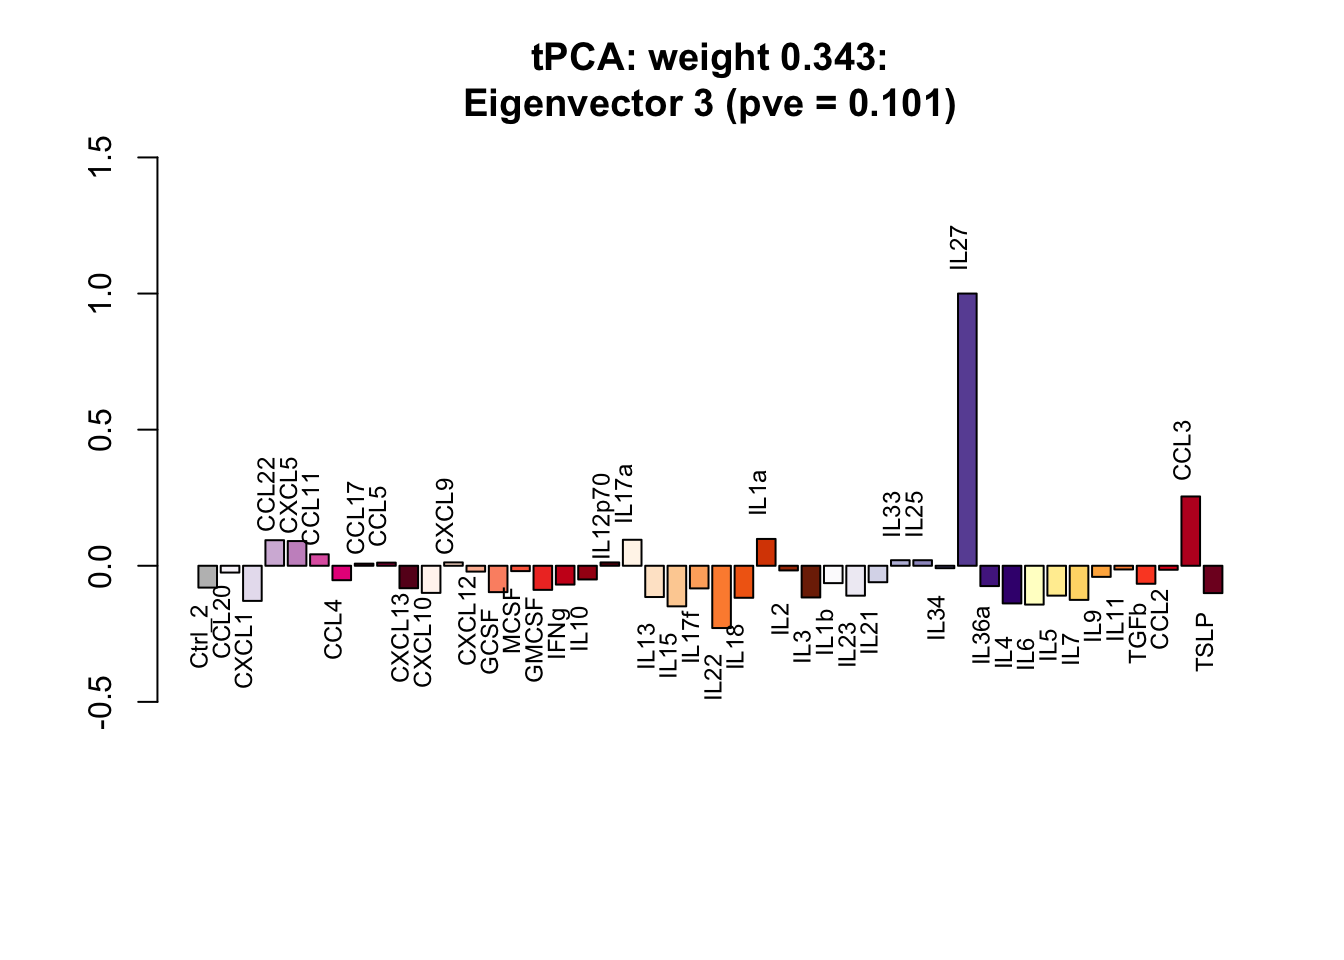 tPCA: weight 0.343:
Eigenvector 3 (pve = 0.101)
1.5
1.0
0.5
0.0
-0.5
Ctrl_2
CCL20
CXCL1
CCL22
CXCL5
CCL11
CCL4
CCL17
CCL5
CXCL13
CXCL10
CXCL9
CXCL12
GCSF
MCSF
GMCSF
IFNg
IL10
IL12p70
IL17a
IL13
IL15
IL17f
IL22
IL18
IL1a
IL2
IL3
IL1b
IL23
IL21
IL33
IL25
IL34
IL27
IL36a
IL4
IL6
IL5
IL7
IL9
IL11
TGFb
CCL2
CCL3
TSLP